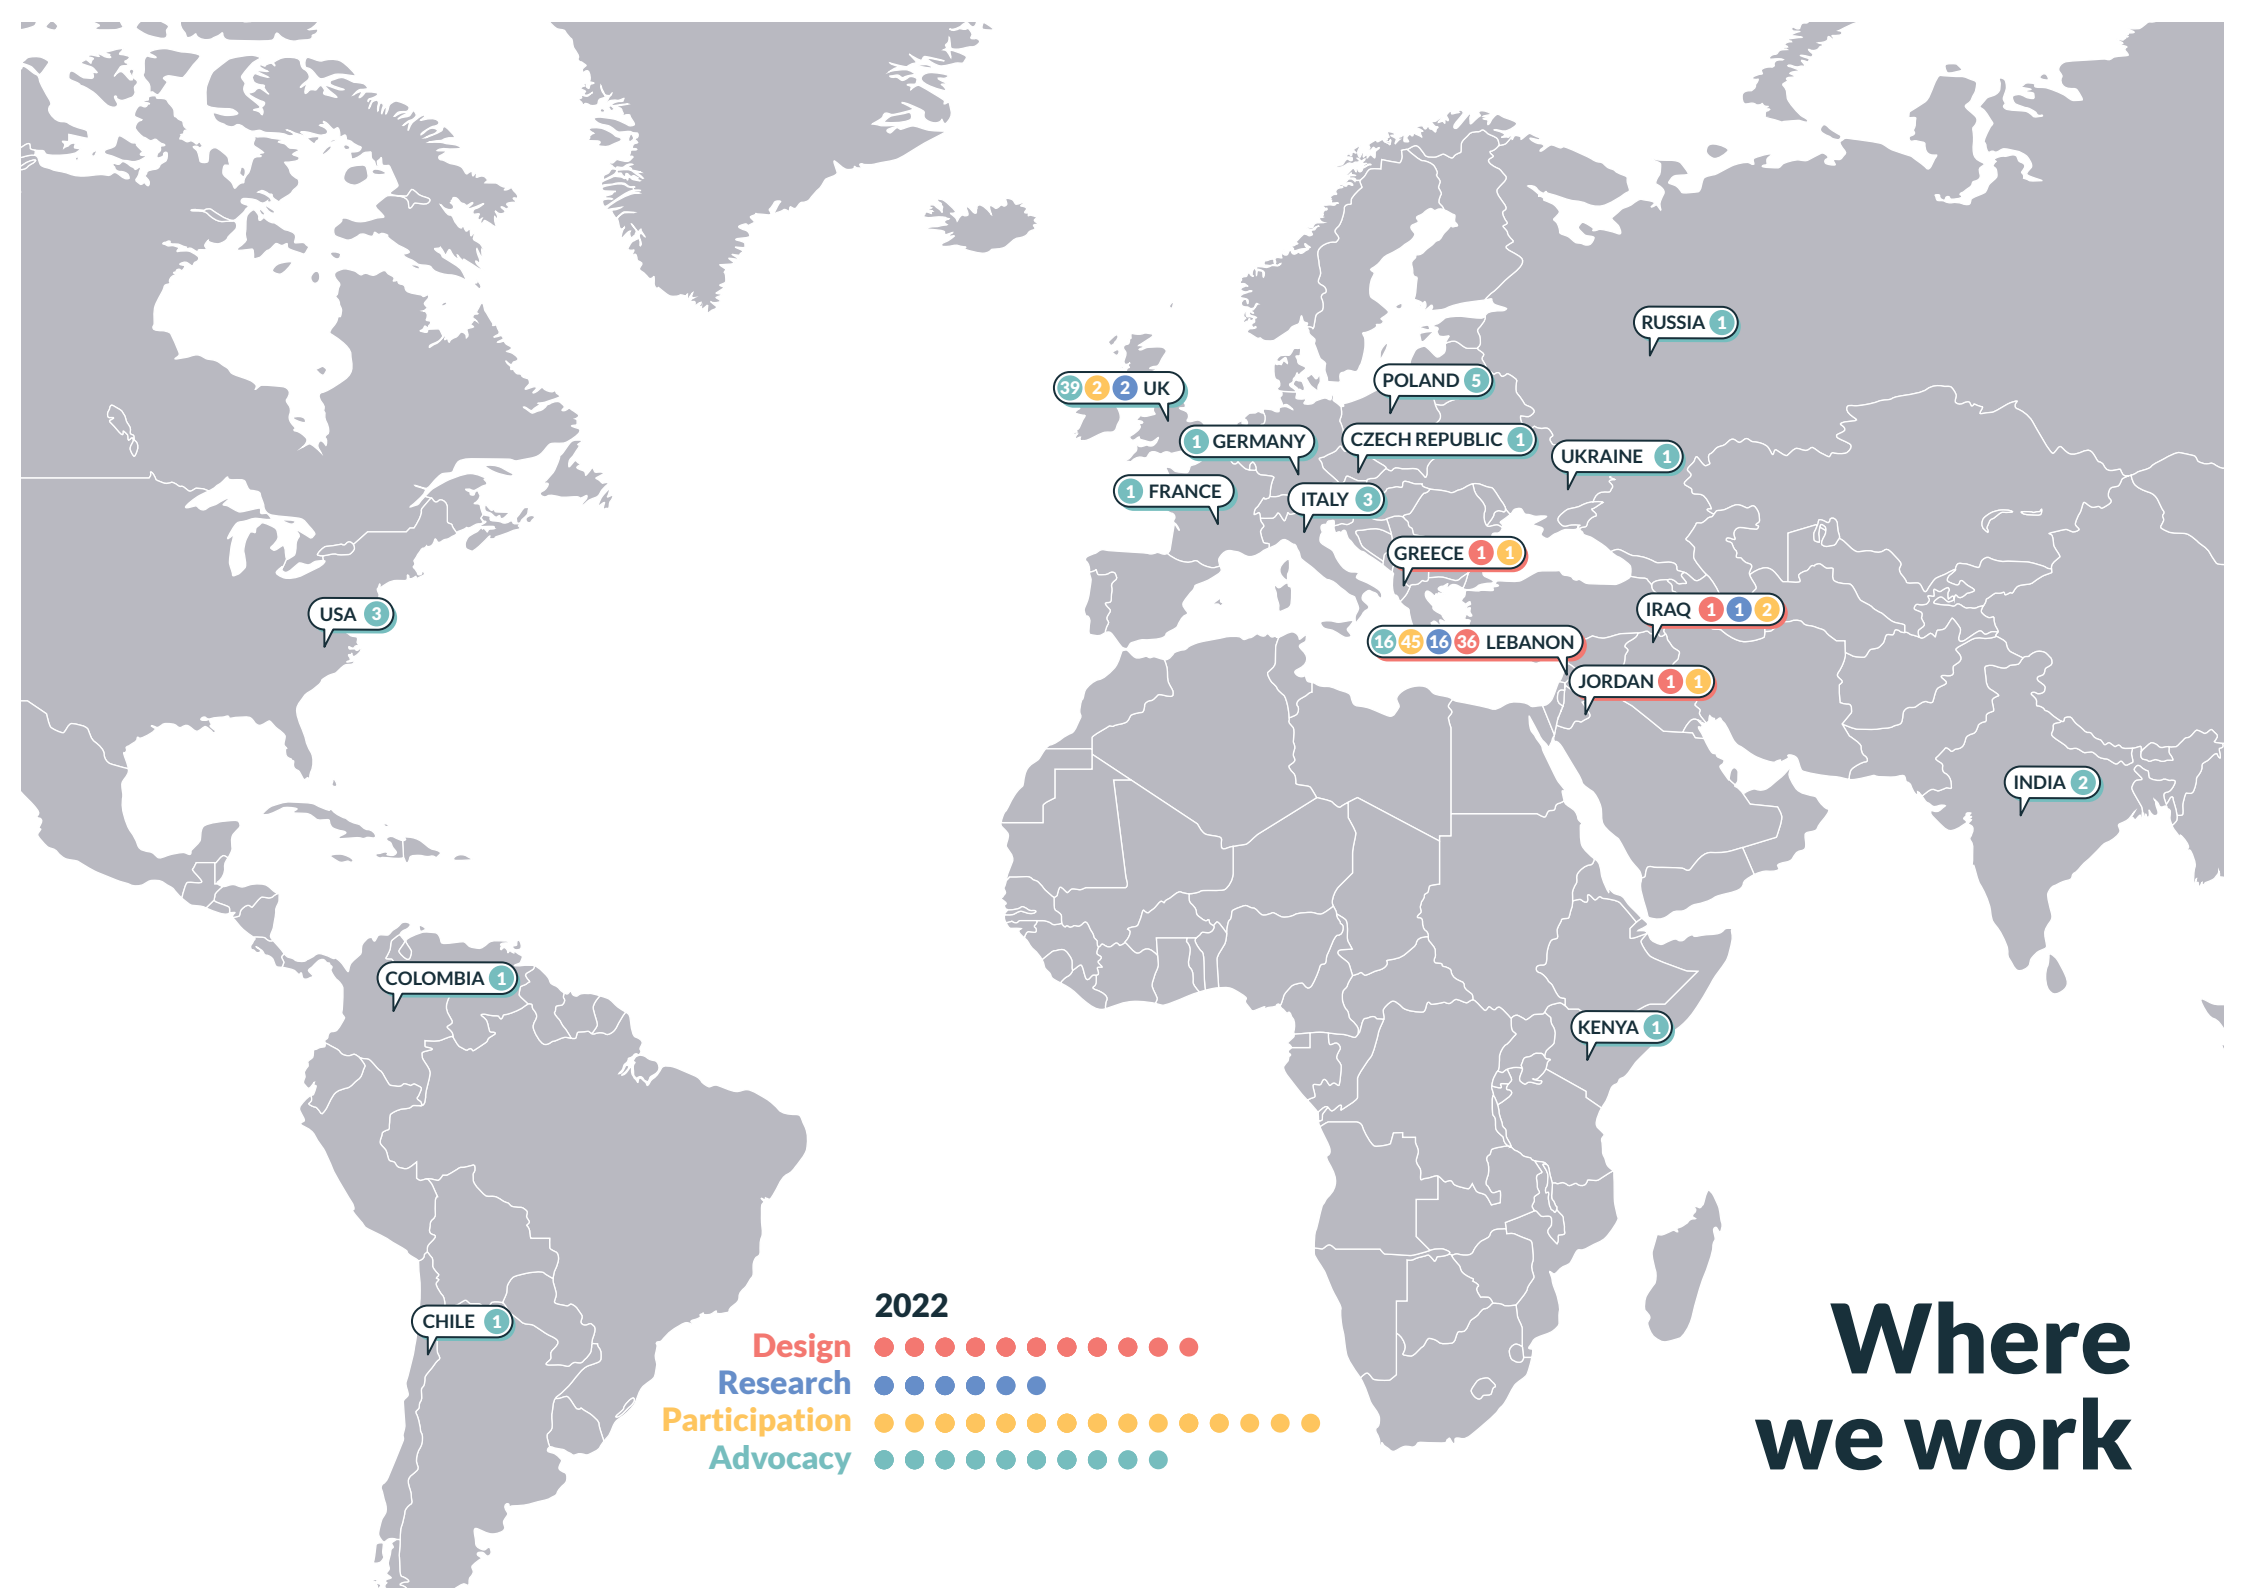 RUSSIA 1
39 2 2 UK
POLAND 5
1 GERMANY
CZECH REPUBLIC 1
UKRAINE 1
1 FRANCE
ITALY 3
GREECE 1 1
USA 3
IRAQ 1 1 2
16 45 16 36 LEBANON
JORDAN 1 1
INDIA 2
COLOMBIA 1
KENYA 1
CHILE 1
2022
Design
Research
Participation
Advocacy
Where
we work